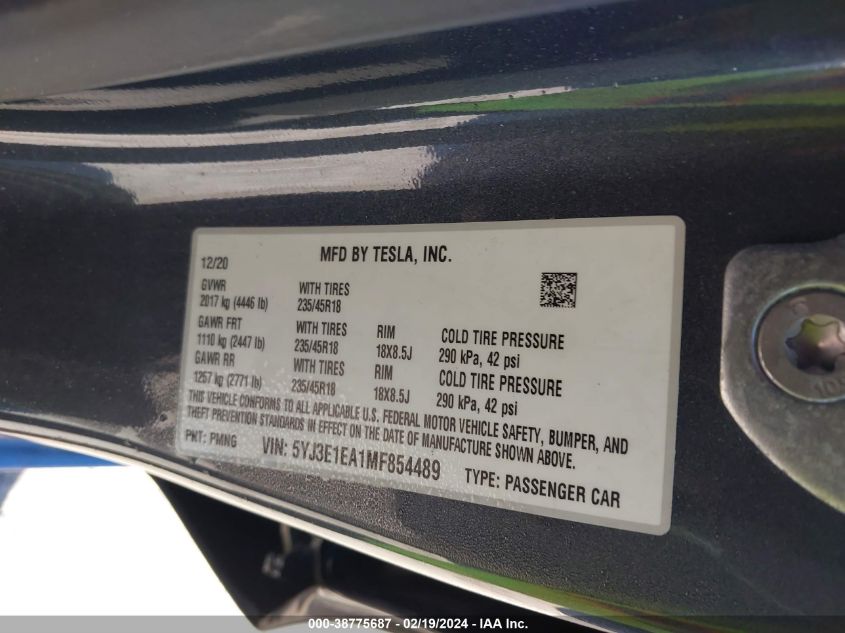 12/20 MFD BY TESLA, INC.
GVWR WITH TIRES
2017 kg (4446 lb) 235/45R18
GAWR FRT WITH TIRES RIM COLD TIRE PRESSURE
1110 kg (2447 lb) 235/45R18 18X8.5J 290 kPa, 42 psi
GAWR RR WITH TIRES RIM COLD TIRE PRESSURE
1257 kg (2771 lb) 235/45R18 18X8.5J 290 kPa, 42 psi
THIS VEHICLE CONFORMS TO ALL APPLICABLE U.S. FEDERAL MOTOR VEHICLE SAFETY, BUMPER, AND
THEFT PREVENTION STANDARDS IN EFFECT ON THE DATE OF MANUFACTURE SHOWN ABOVE.
PNT: PMNG VIN: 5YJ3E1EA1MF854489 TYPE: PASSENGER CAR
000-38775687 - 02/19/2024 - IAA Inc.